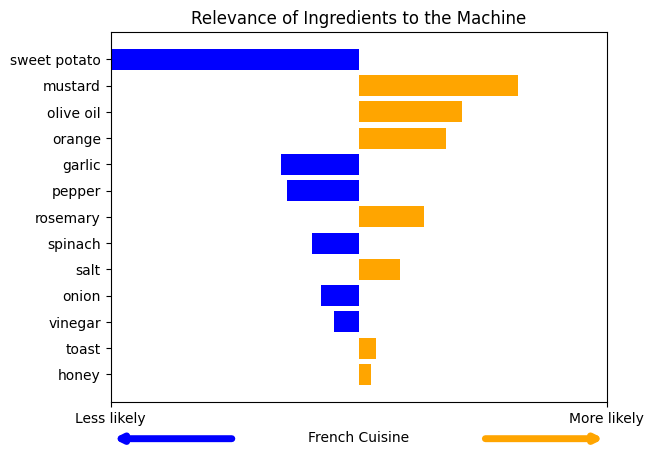 Relevance of Ingredients to the Machine
sweet potato
mustard
olive oil
orange
garlic
pepper
rosemary
spinach
salt
onion
vinegar
toast
honey
Less likely
More likely
French Cuisine